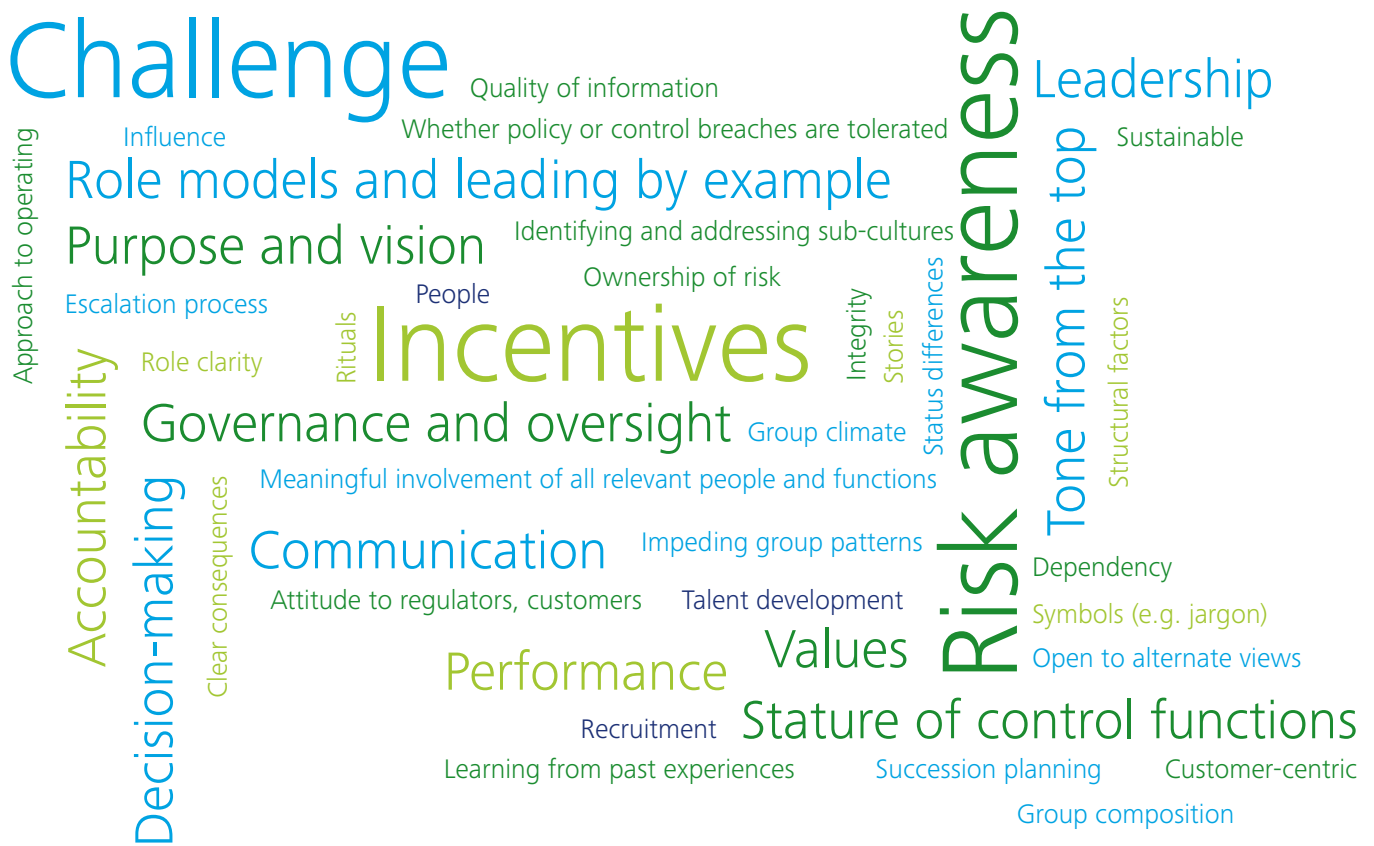 Challenge
Quality of information
Leadership
Influence
Whether policy or control breaches are tolerated
Sustainable
Approach to operating
Role models and leading by example
Risk awareness
Tone from the top
Purpose and vision
Identifying and addressing sub-cultures
Ownership of risk
Escalation process
People
Rituals
Incentives
Integrity
Stories
Status differences
Structural factors
Accountability
Role clarity
Governance and oversight
Group climate
Decision-making
Clear consequences
Meaningful involvement of all relevant people and functions
Communication
Impeding group patterns
Dependency
Attitude to regulators, customers
Talent development
Symbols (e.g. jargon)
Values
Performance
Open to alternate views
Recruitment
Stature of control functions
Learning from past experiences
Succession planning
Customer-centric
Group composition